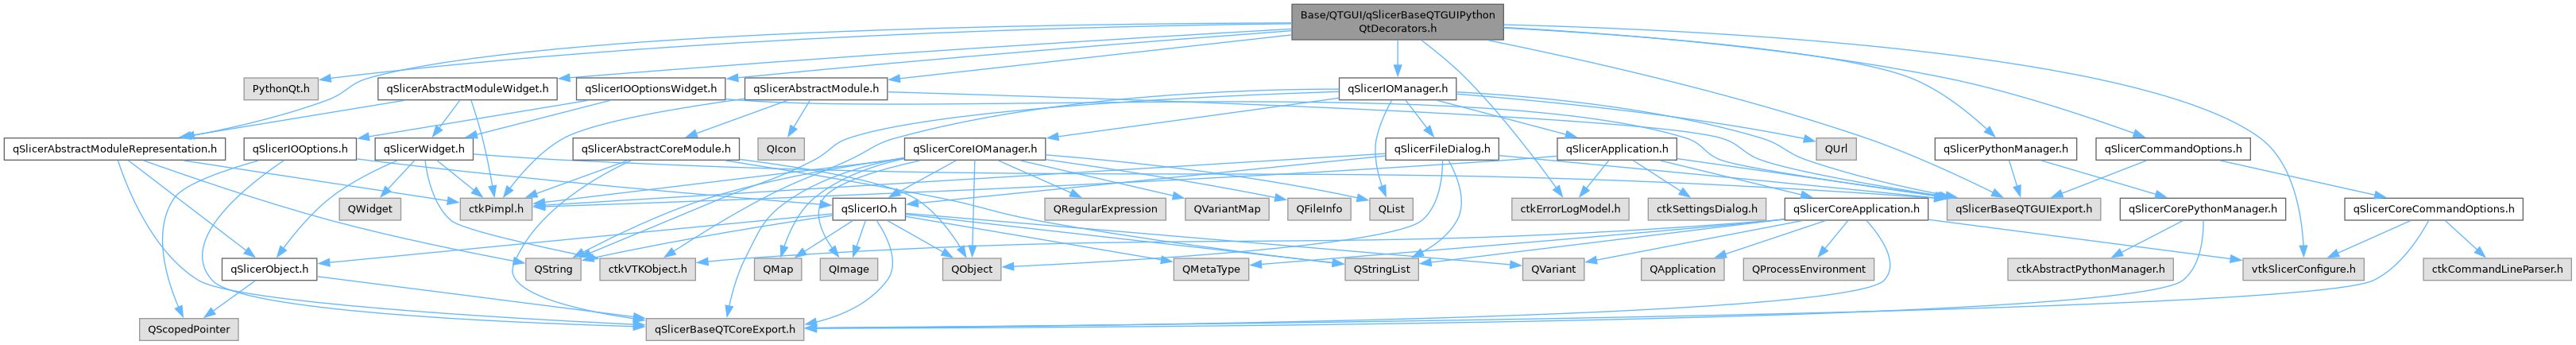 Base/QTGUI/qSlicerBaseQTGUIPython
QtDecorators.h
PythonQt.h
qSlicerAbstractModuleWidget.h
qSlicerIOOptionsWidget.h
qSlicerAbstractModule.h
qSlicerIOManager.h
qSlicerAbstractModuleRepresentation.h
qSlicerIOOptions.h
qSlicerWidget.h
qSlicerAbstractCoreModule.h
QIcon
qSlicerCoreIOManager.h
qSlicerFileDialog.h
qSlicerApplication.h
QUrl
qSlicerPythonManager.h
qSlicerCommandOptions.h
QWidget
ctkPimpl.h
qSlicerIO.h
QRegularExpression
QVariantMap
QFileInfo
QList
ctkErrorLogModel.h
ctkSettingsDialog.h
qSlicerCoreApplication.h
qSlicerBaseQTGUIExport.h
qSlicerCorePythonManager.h
qSlicerCoreCommandOptions.h
qSlicerObject.h
QString
ctkVTKObject.h
QMap
QImage
QObject
QMetaType
QStringList
QVariant
QApplication
QProcessEnvironment
ctkAbstractPythonManager.h
vtkSlicerConfigure.h
ctkCommandLineParser.h
QScopedPointer
qSlicerBaseQTCoreExport.h